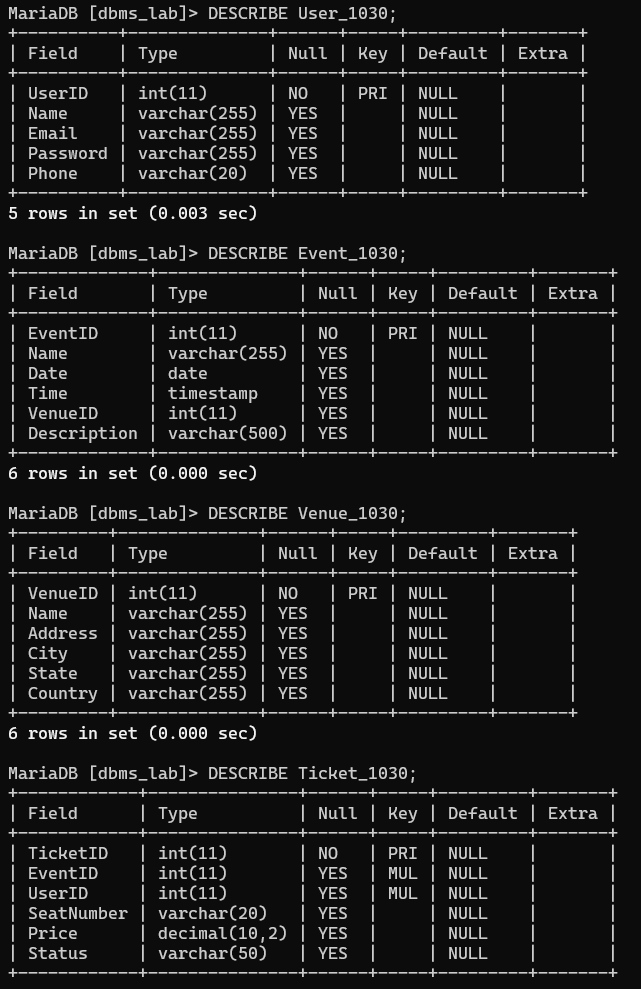 MariaDB [dbms_lab]> DESCRIBE User_1030;
+-----------+--------------+------+-----+---------+-------+
| Field     | Type         | Null | Key | Default | Extra |
+-----------+--------------+------+-----+---------+-------+
| UserID    | int(11)      | NO   | PRI | NULL    |       |
| Name      | varchar(255) | YES  |     | NULL    |       |
| Email     | varchar(255) | YES  |     | NULL    |       |
| Password  | varchar(255) | YES  |     | NULL    |       |
| Phone     | varchar(20)  | YES  |     | NULL    |       |
+-----------+--------------+------+-----+---------+-------+
5 rows in set (0.003 sec)
MariaDB [dbms_lab]> DESCRIBE Event_1030;
+-------------+--------------+------+-----+---------+-------+
| Field       | Type         | Null | Key | Default | Extra |
+-------------+--------------+------+-----+---------+-------+
| EventID     | int(11)      | NO   | PRI | NULL    |       |
| Name        | varchar(255) | YES  |     | NULL    |       |
| Date        | date         | YES  |     | NULL    |       |
| Time        | timestamp    | YES  |     | NULL    |       |
| VenueID     | int(11)      | YES  |     | NULL    |       |
| Description | varchar(500) | YES  |     | NULL    |       |
+-------------+--------------+------+-----+---------+-------+
6 rows in set (0.000 sec)
MariaDB [dbms_lab]> DESCRIBE Venue_1030;
+---------+--------------+------+-----+---------+-------+
| Field   | Type         | Null | Key | Default | Extra |
+---------+--------------+------+-----+---------+-------+
| VenueID | int(11)      | NO   | PRI | NULL    |       |
| Name    | varchar(255) | YES  |     | NULL    |       |
| Address | varchar(255) | YES  |     | NULL    |       |
| City    | varchar(255) | YES  |     | NULL    |       |
| State   | varchar(255) | YES  |     | NULL    |       |
| Country | varchar(255) | YES  |     | NULL    |       |
+---------+--------------+------+-----+---------+-------+
6 rows in set (0.000 sec)
MariaDB [dbms_lab]> DESCRIBE Ticket_1030;
+------------+---------------+------+-----+---------+-------+
| Field      | Type          | Null | Key | Default | Extra |
+------------+---------------+------+-----+---------+-------+
| TicketID   | int(11)       | NO   | PRI | NULL    |       |
| EventID    | int(11)       | YES  | MUL | NULL    |       |
| UserID     | int(11)       | YES  | MUL | NULL    |       |
| SeatNumber | varchar(20)   | YES  |     | NULL    |       |
| Price      | decimal(10,2) | YES  |     | NULL    |       |
| Status     | varchar(50)   | YES  |     | NULL    |       |
+------------+---------------+------+-----+---------+-------+